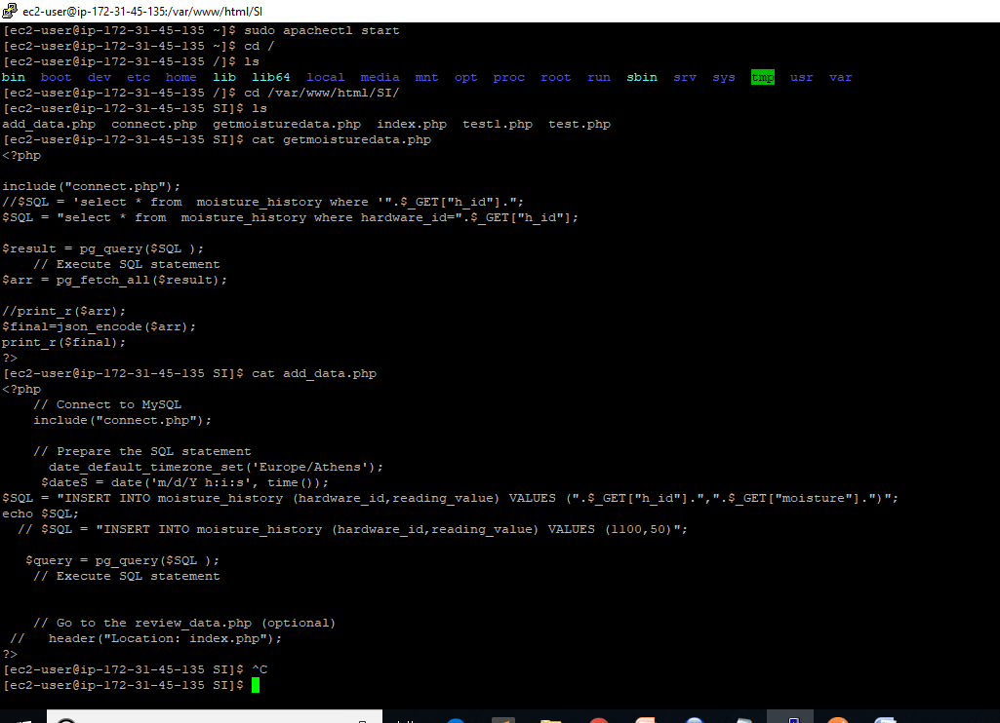 ec2-user@ip-172-31-45-135:/var/www/html/SI
[ec2-user@ip-172-31-45-135 ~]$ sudo apachectl start
[ec2-user@ip-172-31-45-135 ~]$ cd /
[ec2-user@ip-172-31-45-135 /]$ ls
bin boot dev etc home lib lib64 local media mnt opt proc root run sbin srv sys tmp usr var
[ec2-user@ip-172-31-45-135 /]$ cd /var/www/html/SI/
[ec2-user@ip-172-31-45-135 SI]$ ls
add_data.php connect.php getmoisturedata.php index.php test1.php test.php
[ec2-user@ip-172-31-45-135 SI]$ cat getmoisturedata.php
<?php
include("connect.php");
//$SQL = 'select * from  moisture_history where '".$_GET["h_id"].";
$SQL = "select * from  moisture_history where hardware_id=".$_GET["h_id"];
$result = pg_query($SQL );
// Execute SQL statement
$arr = pg_fetch_all($result);
//print_r($arr);
$final=json_encode($arr);
print_r($final);
?>
[ec2-user@ip-172-31-45-135 SI]$ cat add_data.php
<?php
// Connect to MySQL
include("connect.php");
// Prepare the SQL statement
date_default_timezone_set('Europe/Athens');
$dateS = date('m/d/Y h:i:s', time());
$SQL = "INSERT INTO moisture_history (hardware_id,reading_value) VALUES (".$_GET["h_id"].",".$_GET["moisture"].")";
echo $SQL;
// $SQL = "INSERT INTO moisture_history (hardware_id,reading_value) VALUES (1100,50)";
$query = pg_query($SQL );
// Execute SQL statement
// Go to the review_data.php (optional)
//   header("Location: index.php");
?>
[ec2-user@ip-172-31-45-135 SI]$ ^C
[ec2-user@ip-172-31-45-135 SI]$